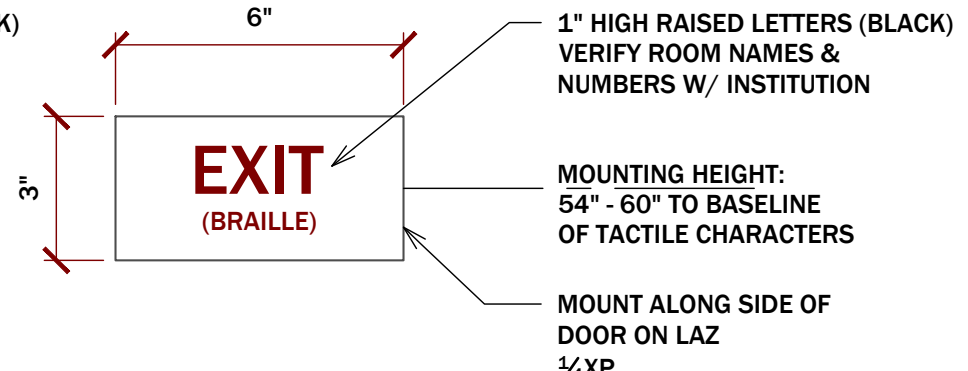 K)
6"
1" HIGH RAISED LETTERS (BLACK)
VERIFY ROOM NAMES &
NUMBERS W/ INSTITUTION
3"
EXIT
(BRAILLE)
MOUNTING HEIGHT:
54" - 60" TO BASELINE
OF TACTILE CHARACTERS
MOUNT ALONG SIDE OF
DOOR ON LAZ